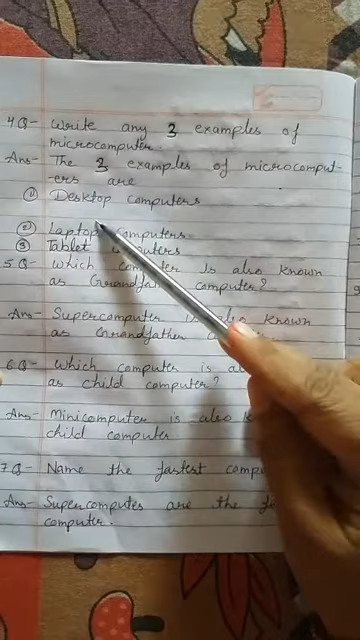 4Q- Write any 3 examples of
microcomputer.
Ans- The 3 examples of microcomput-
ers are
① Desktop computers
② Laptop computers
③ Tablet computers
5Q- Which computer is also known
as Grandfather computer?
Ans- Supercomputer is also known
as Grandfather
6Q- Which computer is
as child computer?
Ans- Minicomputer is also
child computer.
7Q- Name the fastest
Ans- Supercomputes are the
computer.